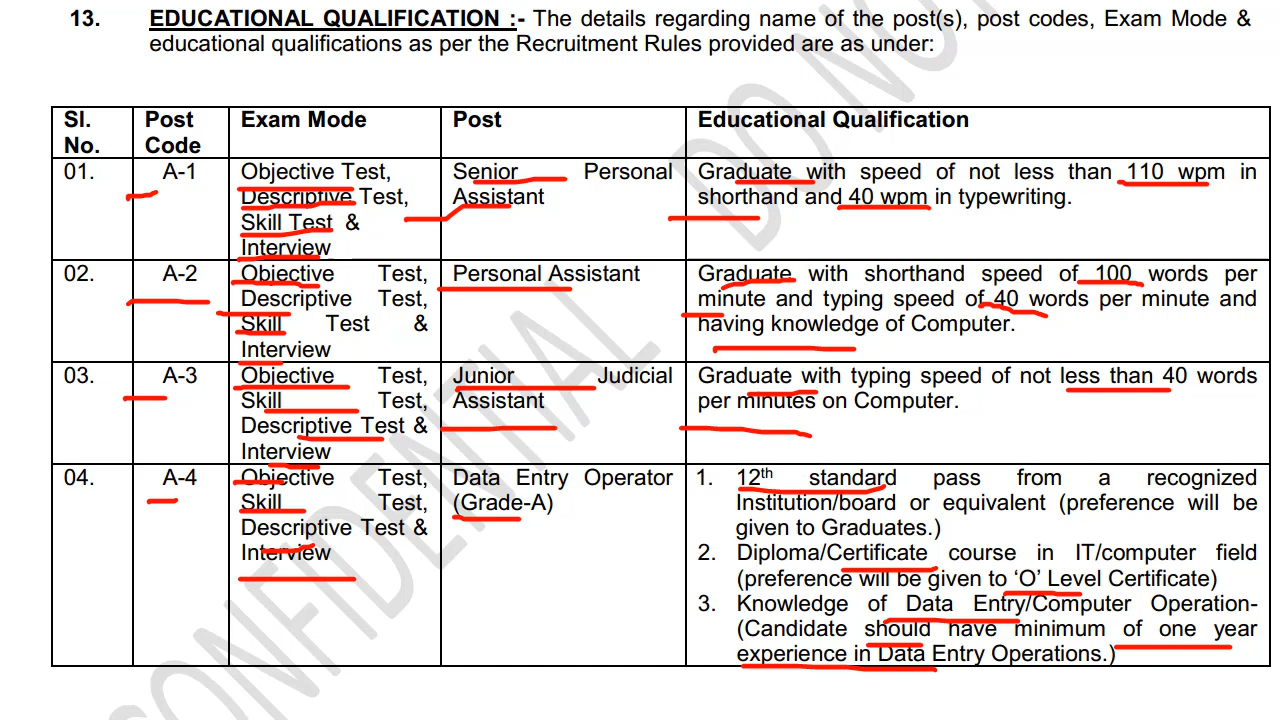 13. EDUCATIONAL QUALIFICATION :- The details regarding name of the post(s), post codes, Exam Mode &
educational qualifications as per the Recruitment Rules provided are as under:
Sl. No. Post Code Exam Mode Post Educational Qualification
01. A-1 Objective Test, Senior Personal Graduate with speed of not less than 110 wpm in
Descriptive Test, Assistant shorthand and 40 wpm in typewriting.
Skill Test &
Interview
02. A-2 Objective Test, Personal Assistant Graduate with shorthand speed of 100 words per
Descriptive Test, minute and typing speed of 40 words per minute and
Skill Test & having knowledge of Computer.
Interview
03. A-3 Objective Test, Junior Judicial Graduate with typing speed of not less than 40 words
Skill Test, Assistant per minutes on Computer.
Descriptive Test &
Interview
04. A-4 Objective Test, Data Entry Operator 1. 12th standard pass from a recognized
Skill Test, (Grade-A) Institution/board or equivalent (preference will be
Descriptive Test & given to Graduates.)
Interview 2. Diploma/Certificate course in IT/computer field
(preference will be given to ‘O’ Level Certificate)
3. Knowledge of Data Entry/Computer Operation-
(Candidate should have minimum of one year
experience in Data Entry Operations.)
CONFIDENTIAL DO NO